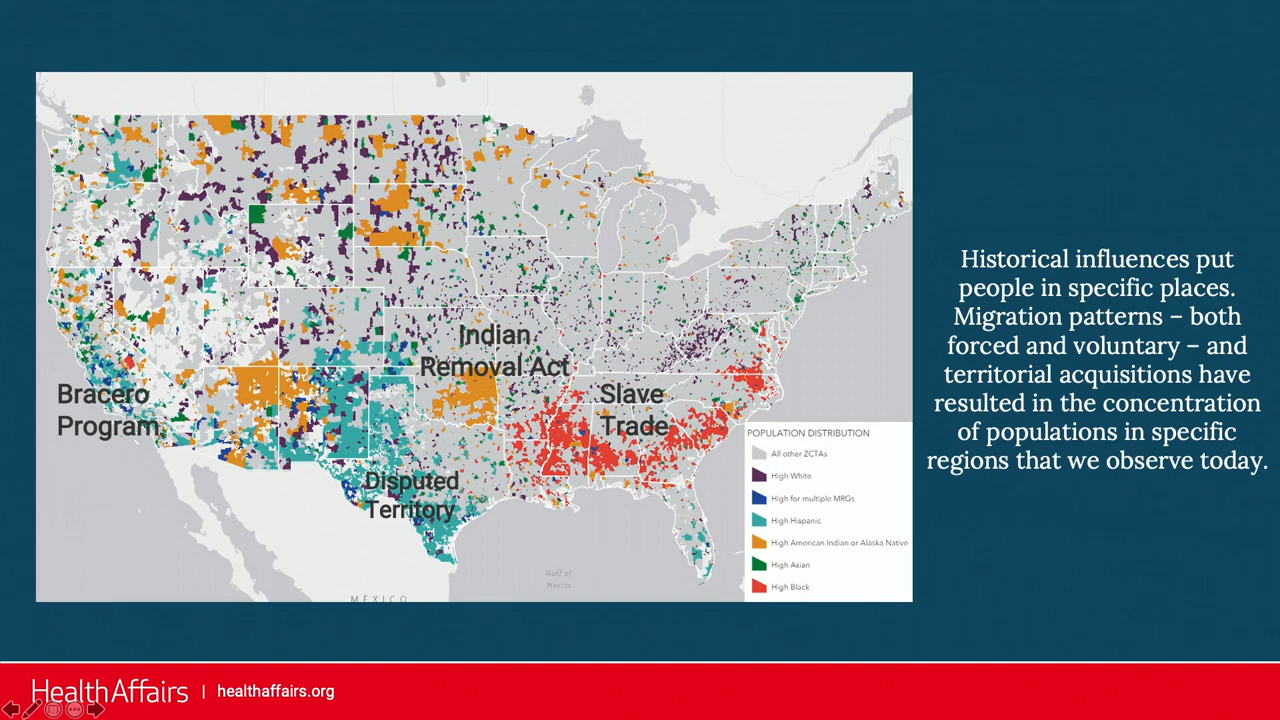 Indian
Removal Act
Bracero
Program
Slave
Trade
Disputed
Territory
Gulf of
Mexico
MÉXICO
POPULATION DISTRIBUTION
All other ZCTAs
High White
High for multiple MRGs
High Hispanic
High American Indian or Alaska Native
High Asian
High Black
Historical influences put
people in specific places.
Migration patterns – both
forced and voluntary – and
territorial acquisitions have
resulted in the concentration
of populations in specific
regions that we observe today.
HealthAffairs | healthaffairs.org